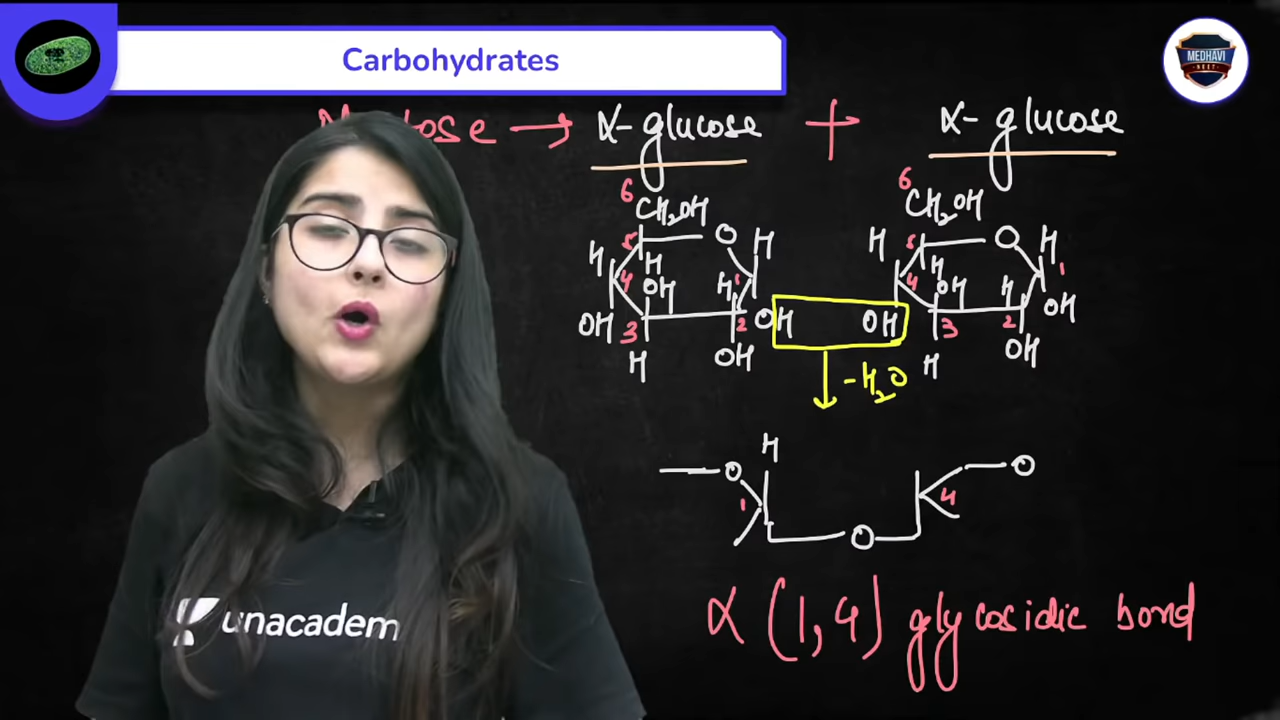 Carbohydrates
MEDHAVI
NEET
→ α-glucose + α-glucose
6 6
CH₂OH CH₂OH
H 5 O H H 5 O H
4 H 1 4 H 1
OH H OH H
OH 3 2 OH OH 3 2 OH
H OH H OH
-H₂O
H
O O
1 4
O
α (1,4) glycosidic bond
unacadem